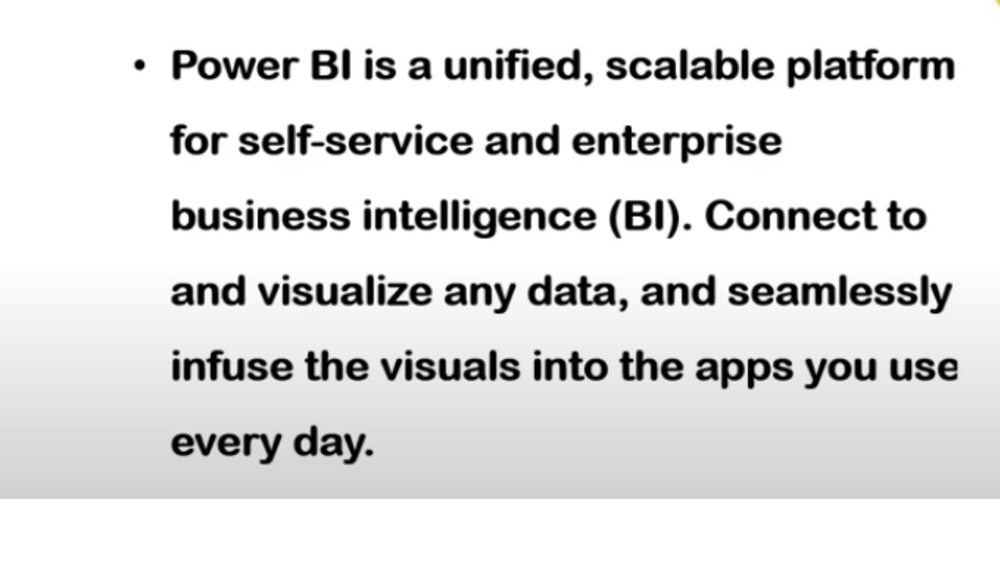 • Power BI is a unified, scalable platform
for self-service and enterprise
business intelligence (BI). Connect to
and visualize any data, and seamlessly
infuse the visuals into the apps you use
every day.